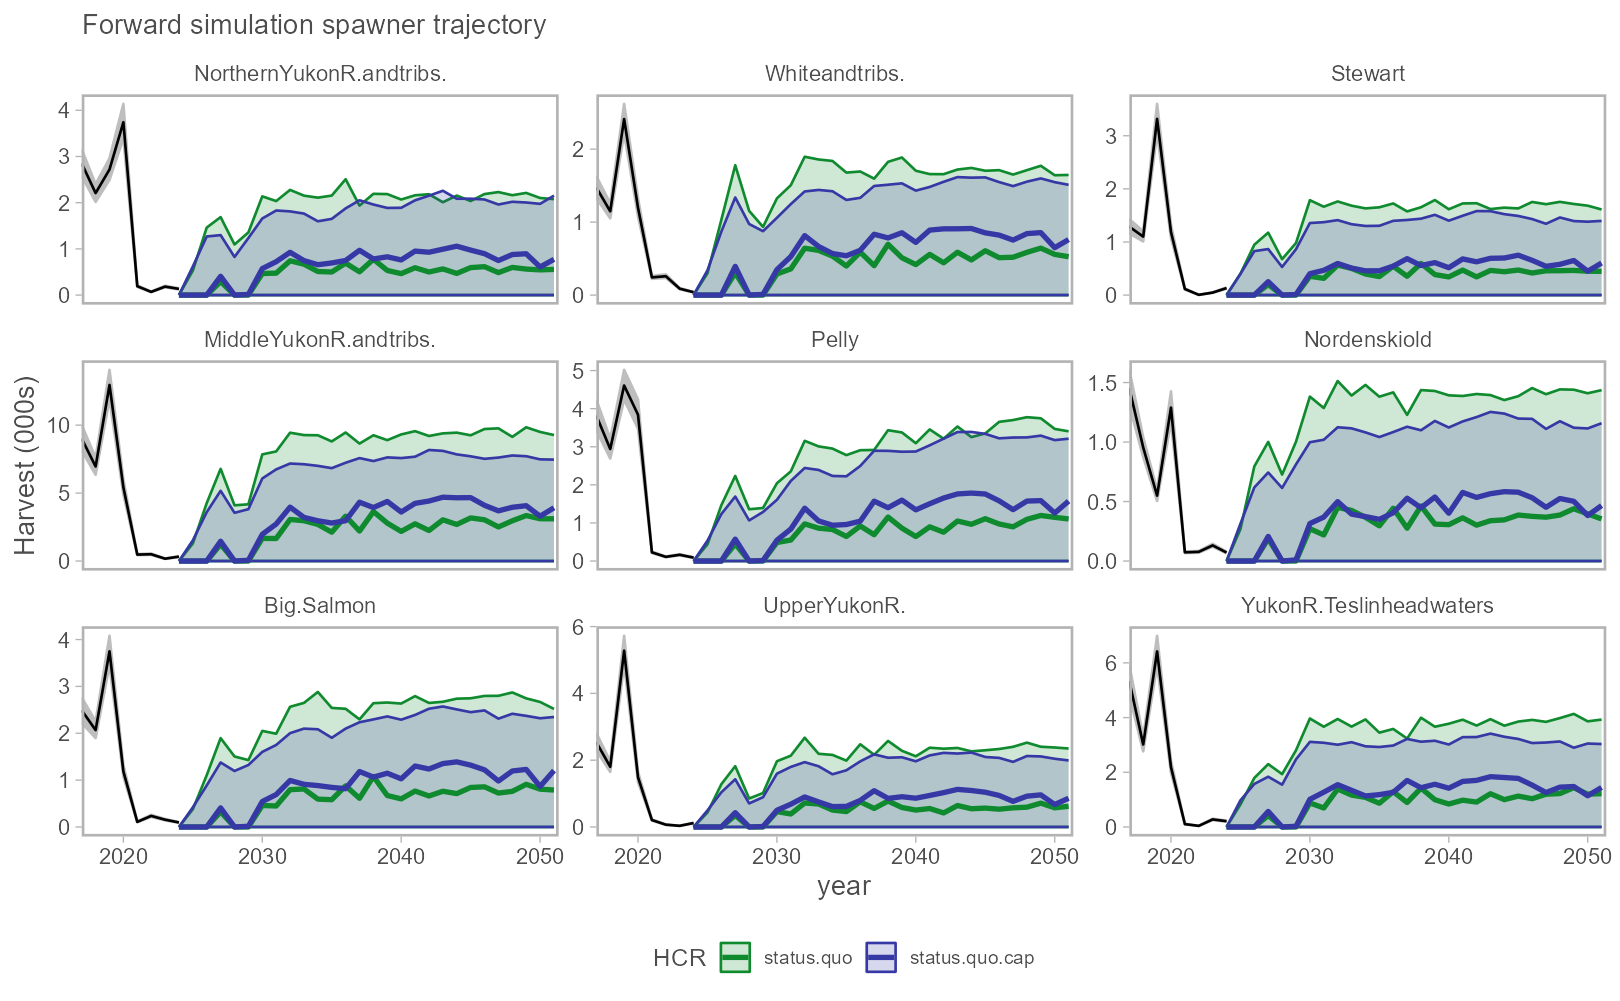 Forward simulation spawner trajectory
NorthernYukonR.andtribs.
Whiteandtribs.
Stewart
4
3
2
1
0
2
1
0
3
2
1
0
MiddleYukonR.andtribs.
Pelly
Nordenskiold
Harvest (000s)
10
5
0
5
4
3
2
1
0
1.5
1.0
0.5
0.0
Big.Salmon
UpperYukonR.
YukonR.Teslinheadwaters
4
3
2
1
0
6
4
2
0
6
4
2
0
2020 2030 2040 2050
2020 2030 2040 2050
2020 2030 2040 2050
year
HCR status.quo status.quo.cap